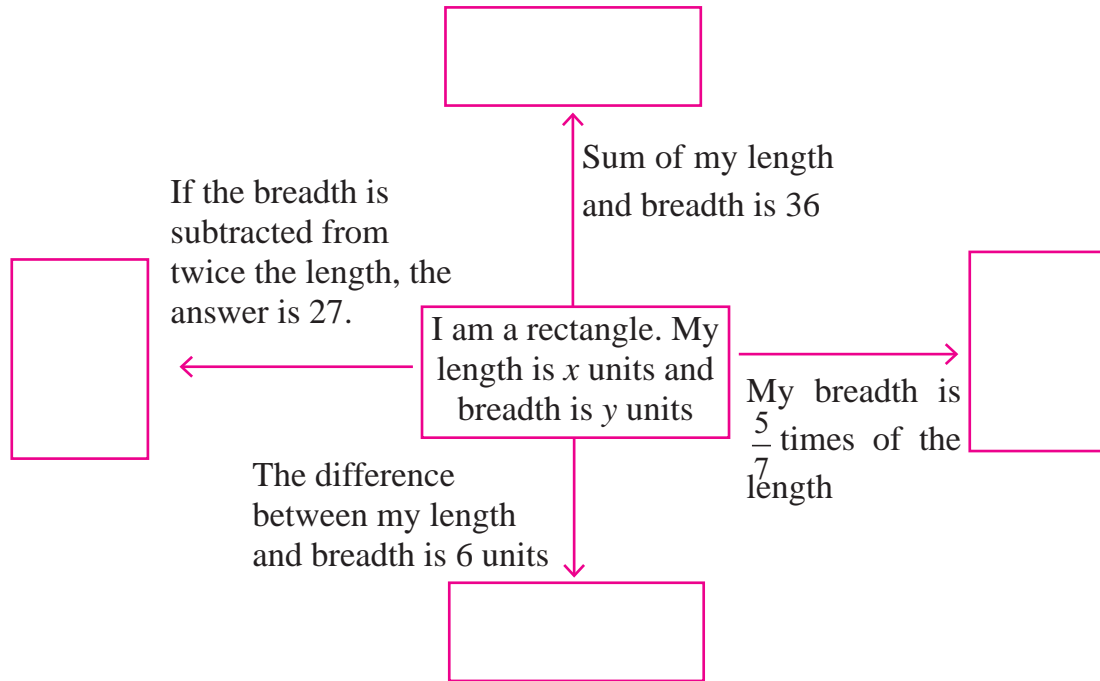 Sum of my length
and breadth is 36
If the breadth is
subtracted from
twice the length, the
answer is 27.
I am a rectangle. My
length is x units and
breadth is y units
My breadth is
5/7 times of the
length
The difference
between my length
and breadth is 6 units